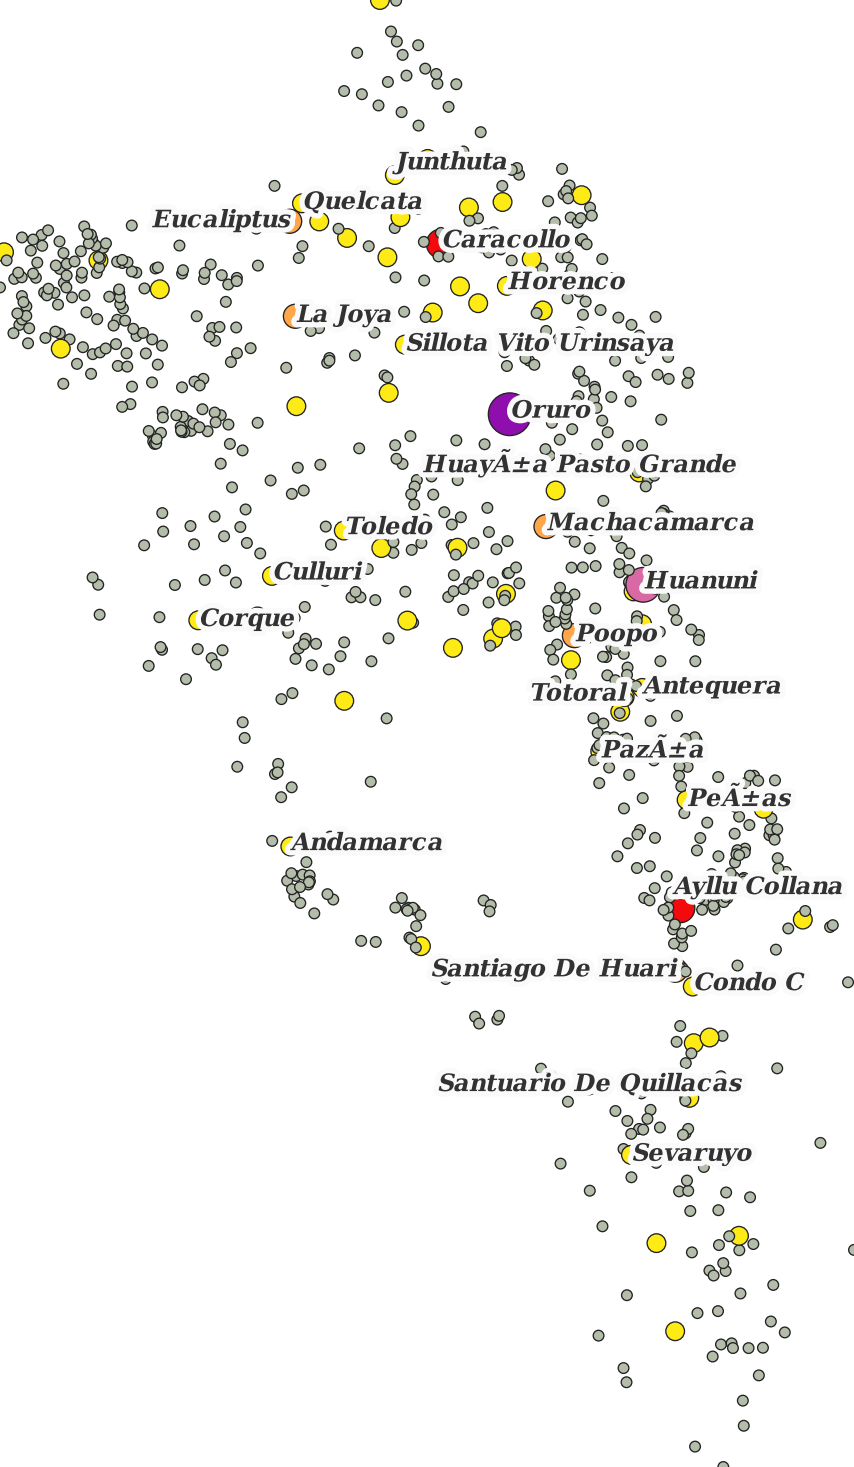 Junthuta
Quelcata
Eucaliptus
Caracollo
Horenco
La Joya
Sillota Vito Urinsaya
Oruro
HuayÃ±a Pasto Grande
Machacamarca
Toledo
Culluri
Huanuni
Corque
Poopo
Totoral
Antequera
PazÃ±a
PeÃ±as
Andamarca
Ayllu Collana
Santiago De Huari
Condo C
Santuario De Quillacas
Sevaruyo